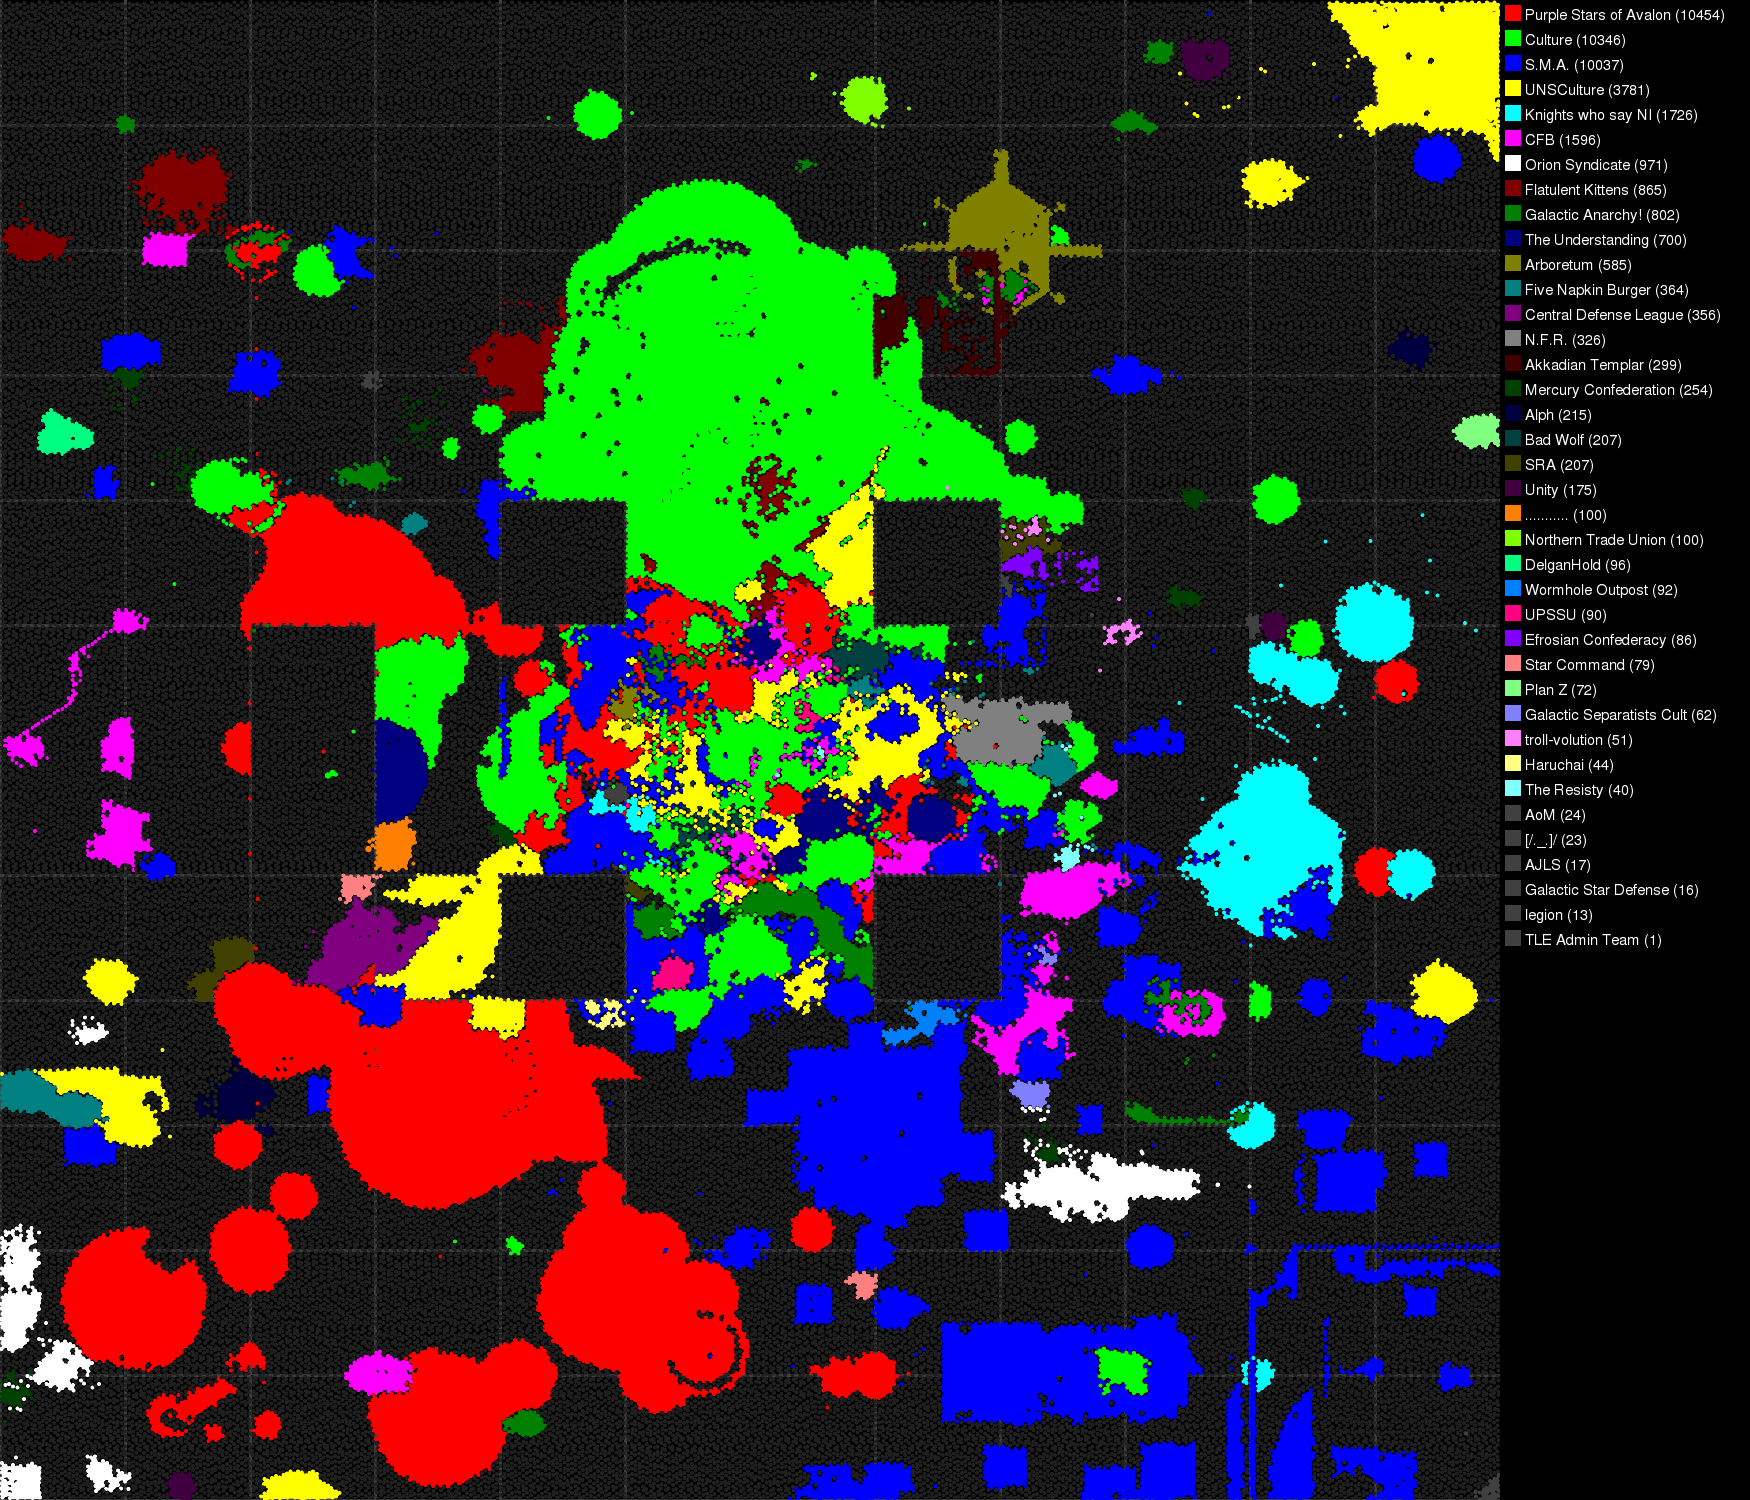 Purple Stars of Avalon (10454)
Culture (10346)
S.M.A. (10037)
UNSCulture (3781)
Knights who say NI (1726)
CFB (1596)
Orion Syndicate (971)
Flatulent Kittens (865)
Galactic Anarchy! (802)
The Understanding (700)
Arboretum (585)
Five Napkin Burger (364)
Central Defense League (356)
N.F.R. (326)
Akkadian Templar (299)
Mercury Confederation (254)
Alph (215)
Bad Wolf (207)
SRA (207)
Unity (175)
........... (100)
Northern Trade Union (100)
DelganHold (96)
Wormhole Outpost (92)
UPSSU (90)
Efrosian Confederacy (86)
Star Command (79)
Plan Z (72)
Galactic Separatists Cult (62)
troll-volution (51)
Haruchai (44)
The Resisty (40)
AoM (24)
[/._.]/ (23)
AJLS (17)
Galactic Star Defense (16)
legion (13)
TLE Admin Team (1)